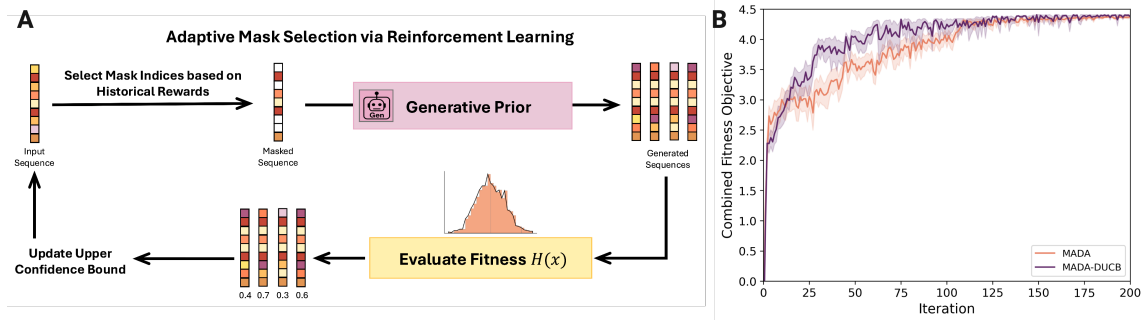 A
Adaptive Mask Selection via Reinforcement Learning
Select Mask Indices based on
Historical Rewards
Input
Sequence
Masked
Sequence
Gen
Generative Prior
Generated
Sequences
Evaluate Fitness H(x)
0.4 0.7 0.3 0.6
Update Upper
Confidence Bound
B
Combined Fitness Objective
4.5
4.0
3.5
3.0
2.5
2.0
1.5
1.0
0.5
0.0
0 25 50 75 100 125 150 175 200
Iteration
MADA
MADA-DUCB